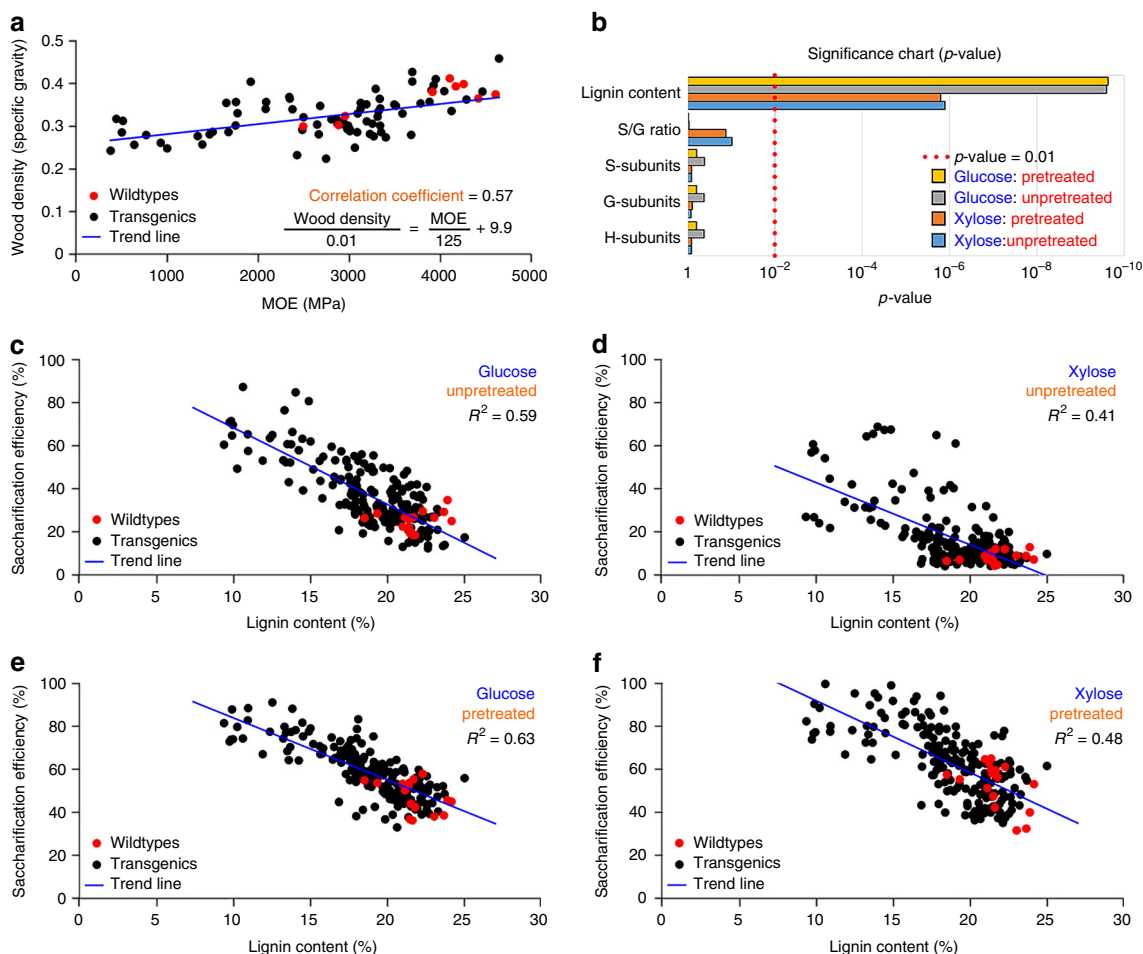 a
Wood density (specific gravity)
0.5
0.4
0.3
0.2
0.1
0
Wildtypes
Transgenics
Trend line
Correlation coefficient = 0.57
Wood density / 0.01 = MOE / 125 + 9.9
0 1000 2000 3000 4000 5000
MOE (MPa)
b
Significance chart (p-value)
Lignin content
S/G ratio
S-subunits
G-subunits
H-subunits
p-value = 0.01
Glucose: pretreated
Glucose: unpretreated
Xylose: pretreated
Xylose:unpretreated
1 10⁻² 10⁻⁴ 10⁻⁶ 10⁻⁸ 10⁻¹⁰
p-value
c
Saccharification efficiency (%)
100
80
60
40
20
0
Glucose
unpretreated
R² = 0.59
Wildtypes
Transgenics
Trend line
0 5 10 15 20 25 30
Lignin content (%)
d
Saccharification efficiency (%)
100
80
60
40
20
0
Xylose
unpretreated
R² = 0.41
Wildtypes
Transgenics
Trend line
0 5 10 15 20 25 30
Lignin content (%)
e
Saccharification efficiency (%)
100
80
60
40
20
0
Glucose
pretreated
R² = 0.63
Wildtypes
Transgenics
Trend line
0 5 10 15 20 25 30
Lignin content (%)
f
Saccharification efficiency (%)
100
80
60
40
20
0
Xylose
pretreated
R² = 0.48
Wildtypes
Transgenics
Trend line
0 5 10 15 20 25 30
Lignin content (%)